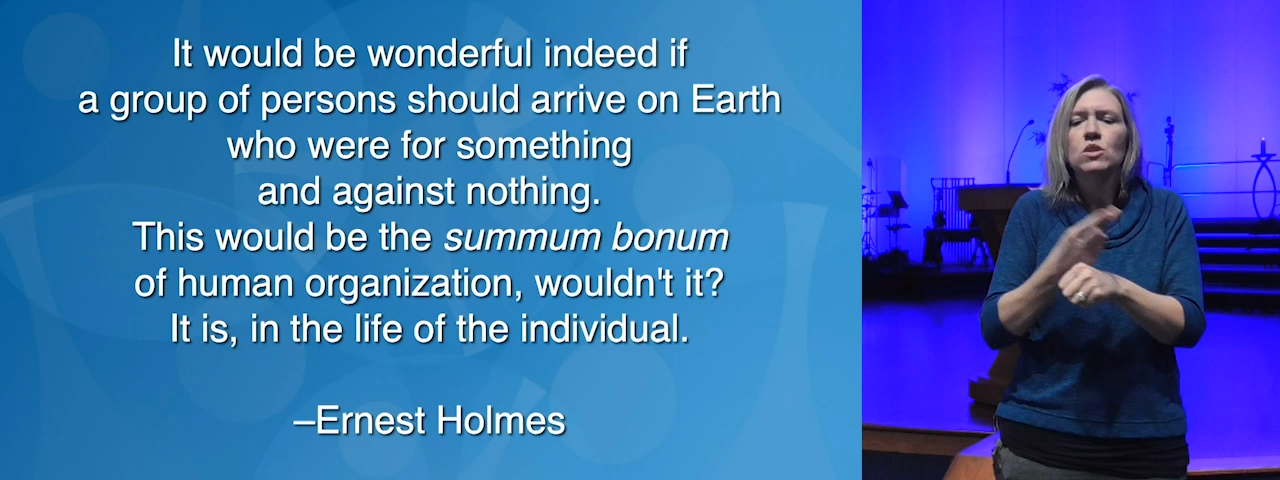 It would be wonderful indeed if
a group of persons should arrive on Earth
who were for something
and against nothing.
This would be the summum bonum
of human organization, wouldn't it?
It is, in the life of the individual.
–Ernest Holmes